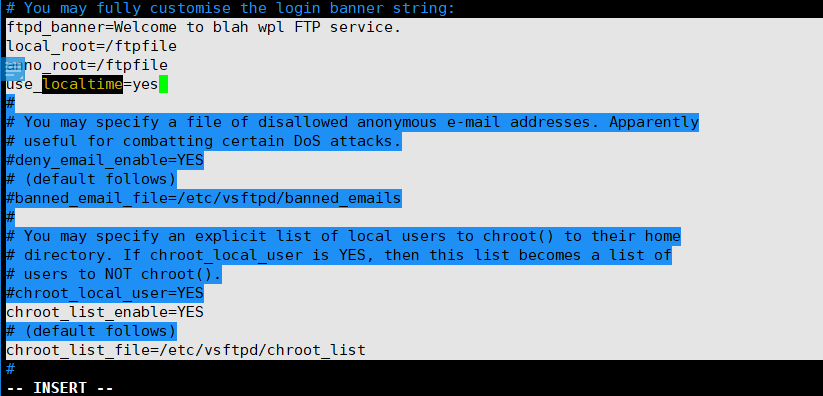 # You may fully customise the login banner string:
ftpd_banner=Welcome to blah wpl FTP service.
local_root=/ftpfile
anno_root=/ftpfile
use_localtime=yes
#
# You may specify a file of disallowed anonymous e-mail addresses. Apparently
# useful for combatting certain DoS attacks.
#deny_email_enable=YES
# (default follows)
#banned_email_file=/etc/vsftpd/banned_emails
#
# You may specify an explicit list of local users to chroot() to their home
# directory. If chroot_local_user is YES, then this list becomes a list of
# users to NOT chroot().
#chroot_local_user=YES
chroot_list_enable=YES
# (default follows)
chroot_list_file=/etc/vsftpd/chroot_list
#
-- INSERT --